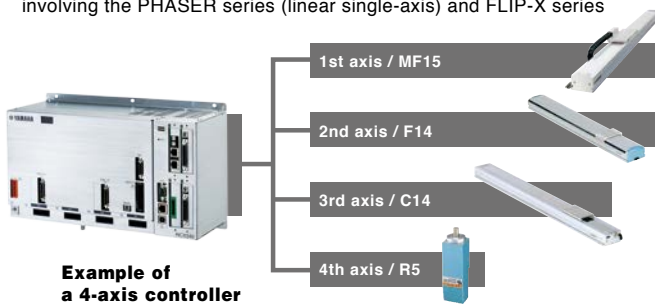 involving the PHASER series (linear single-axis) and FLIP-X series
1st axis / MF15
YAMAHA
2nd axis / F14
3rd axis / C14
4th axis / R5
Example of
a 4-axis controller